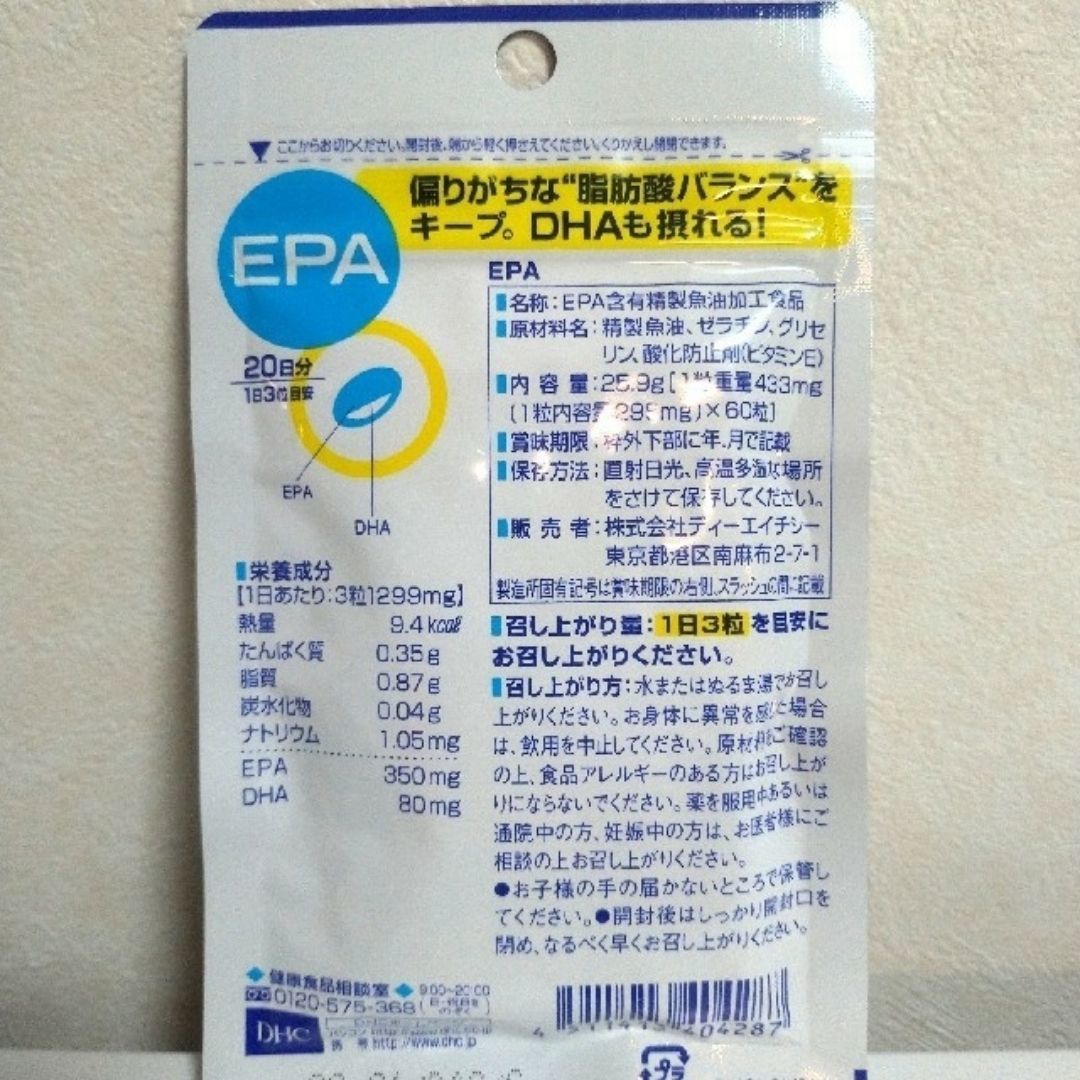 ここからお切りください。開封後、端から軽く押さえてください。くりかえし開閉できます。
偏りがちな“脂肪酸バランス”を
キープ。DHAも摂れる！
EPA
20日分
1日3粒目安
EPA
DHA
EPA
名称：EPA含有精製魚油加工食品
原材料名：精製魚油、ゼラチン、グリセ
リン、酸化防止剤(ビタミンE)
内容量：25.9g［1粒重量433mg
(1粒内容量295mg)×60粒］
賞味期限：枠外下部に年、月で記載
保存方法：直射日光、高温多湿な場所
をさけて保存してください。
販売者：株式会社ディーエイチシー
東京都港区南麻布2-7-1
製造所固有記号は賞味期限の右側、スラッシュの間に記載
栄養成分
［1日あたり：3粒1299mg］
熱量 9.4kcal
たんぱく質 0.35g
脂質 0.87g
炭水化物 0.04g
ナトリウム 1.05mg
EPA 350mg
DHA 80mg
召し上がり量：1日3粒を目安に
お召し上がりください。
召し上がり方：水またはぬるま湯でお召し
上がりください。お身体に異常を感じた場合
は、飲用を中止してください。原材料をご確認
の上、食品アレルギーのある方はお召し上が
りにならないでください。薬を服用中あるいは
通院中の方、妊娠中の方は、お医者様にご
相談の上お召し上がりください。
●お子様の手の届かないところで保管し
てください。●開封後はしっかり開封口を
閉め、なるべく早くお召し上がりください。
健康食品相談室
0120-575-368
9:00~20:00
(日・祝日をのぞく)
DHC
http://www.dhc.jp
404287
プラ